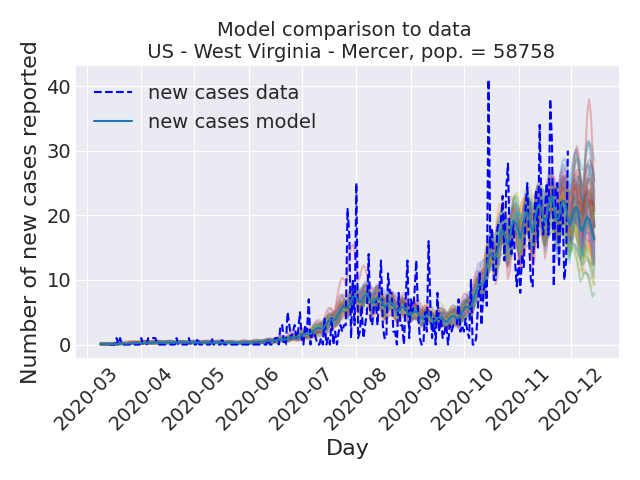 Model comparison to data
US - West Virginia - Mercer, pop. = 58758
Number of new cases reported
40
30
20
10
0
new cases data
new cases model
2020-03
2020-04
2020-05
2020-06
2020-07
2020-08
2020-09
2020-10
2020-11
2020-12
Day